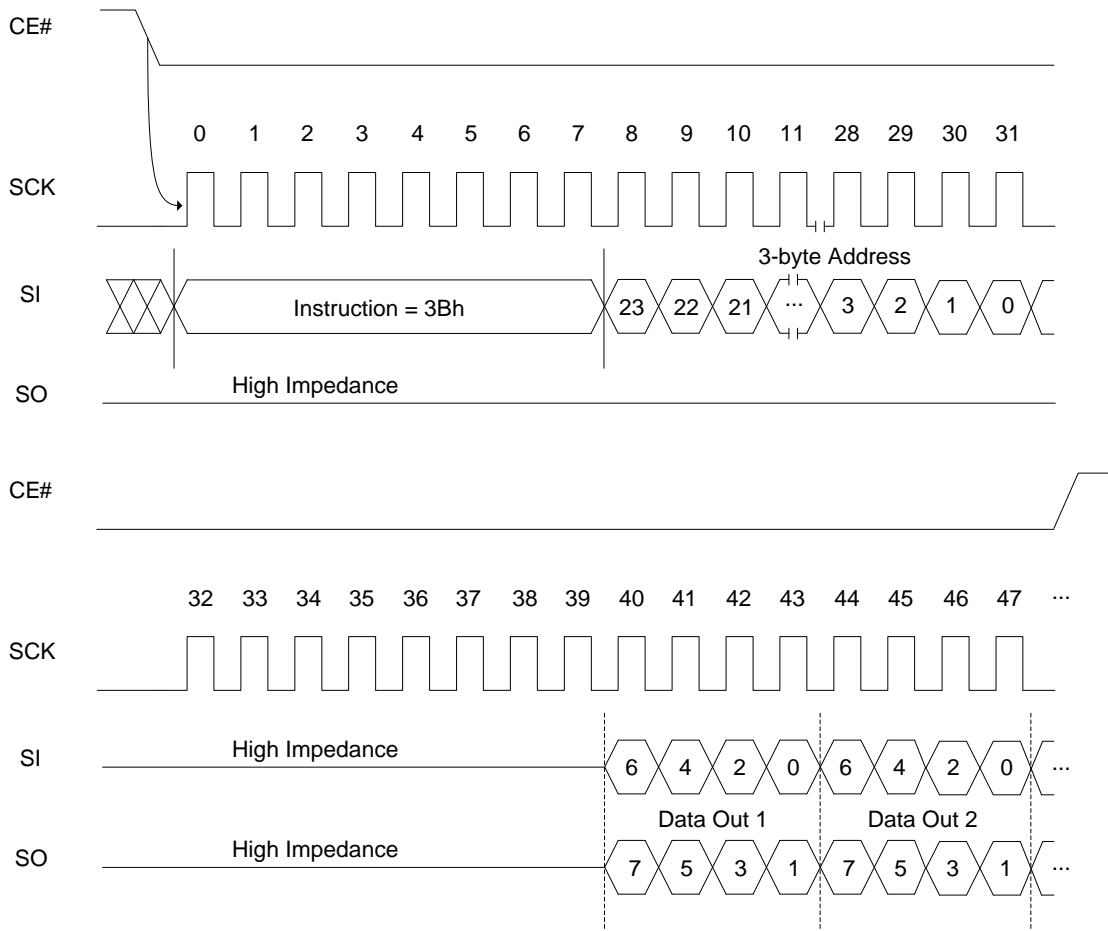 CE#
0 1 2 3 4 5 6 7 8 9 10 11 28 29 30 31
SCK
3-byte Address
SI
Instruction = 3Bh
23 22 21 ... 3 2 1 0
High Impedance
SO
CE#
32 33 34 35 36 37 38 39 40 41 42 43 44 45 46 47 ...
SCK
High Impedance
SI
6 4 2 0 6 4 2 0 ...
Data Out 1 Data Out 2
High Impedance
SO
7 5 3 1 7 5 3 1 ...